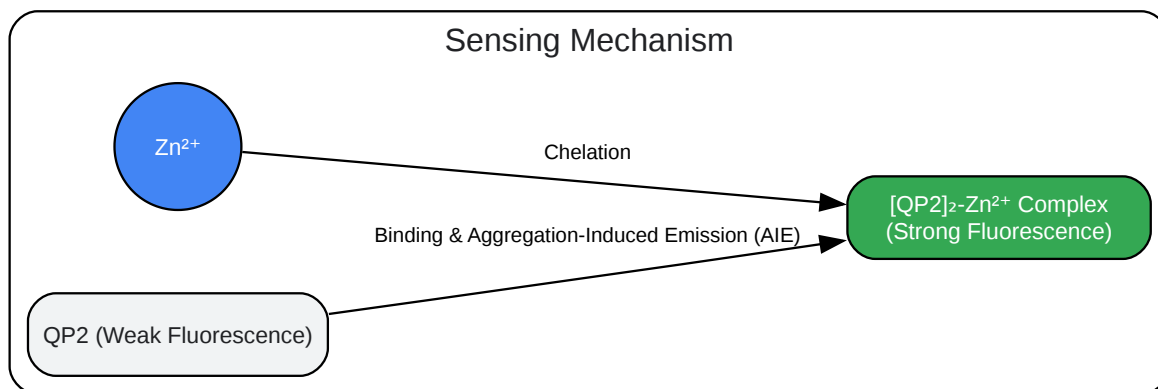 Sensing Mechanism
Zn²⁺
Chelation
[QP2]₂-Zn²⁺ Complex
(Strong Fluorescence)
Binding & Aggregation-Induced Emission (AIE)
QP2 (Weak Fluorescence)